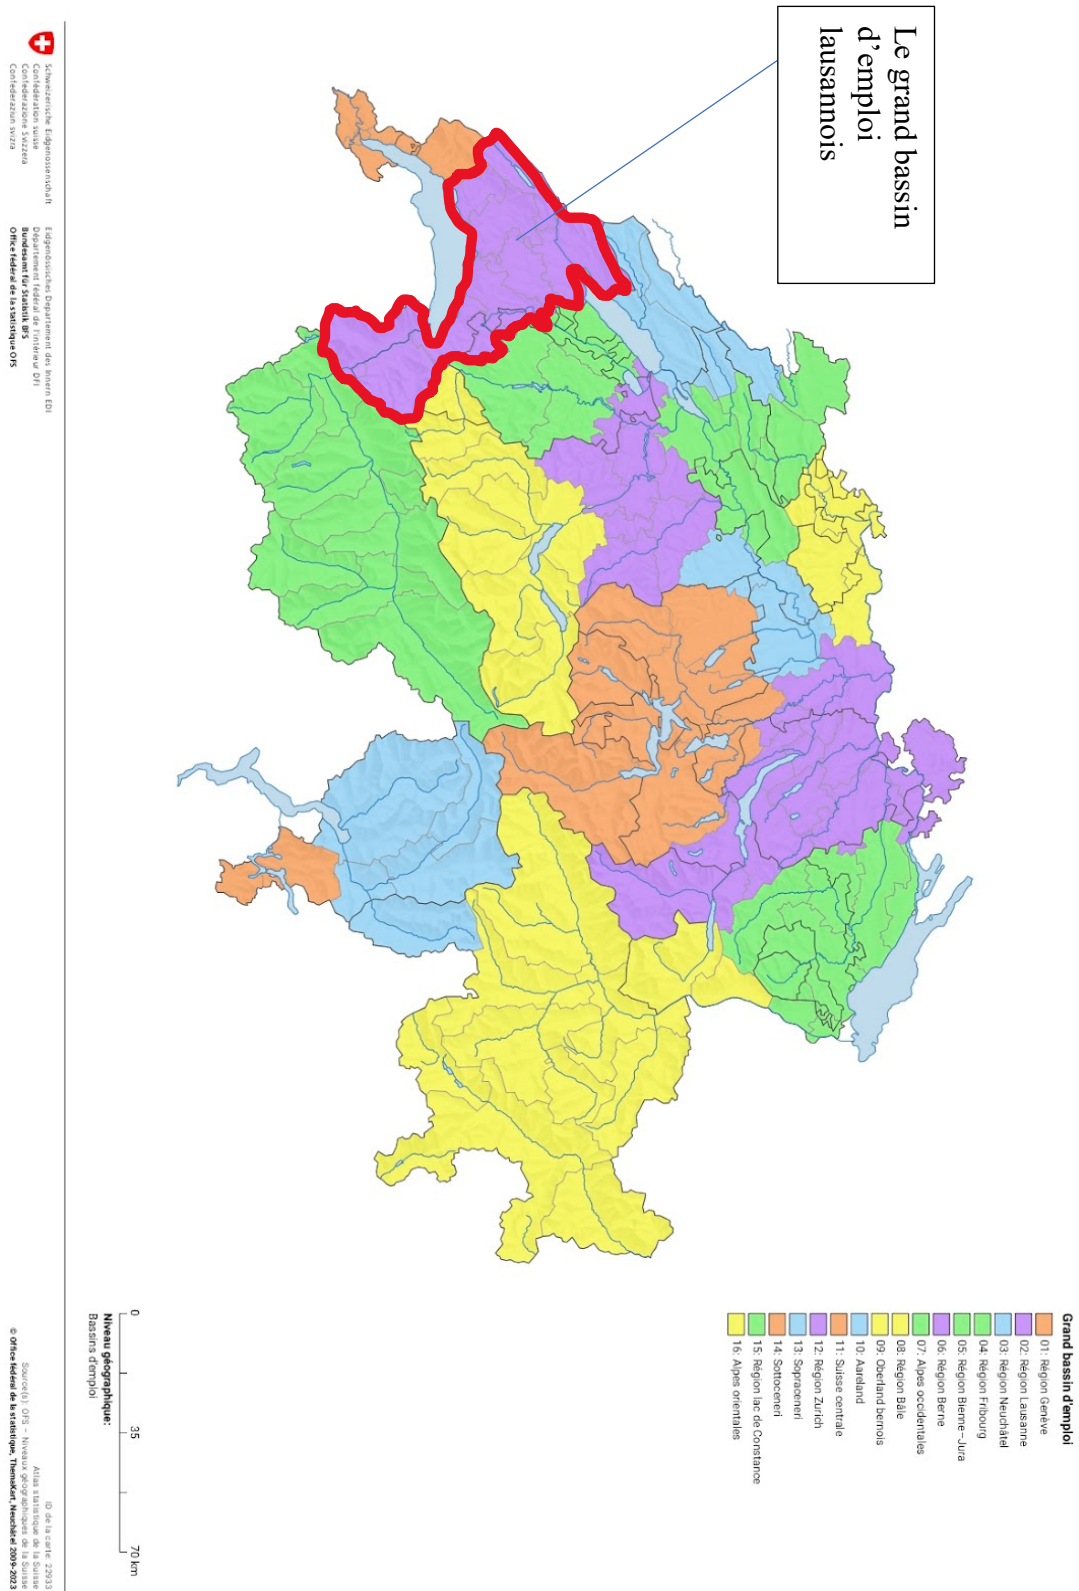 Le grand bassin
d’emploi
lausannois
Grand bassin d'emploi
01: Région Genève
02: Région Lausanne
03: Région Neuchâtel
04: Région Fribourg
05: Région Bienne–Jura
06: Région Berne
07: Alpes occidentales
08: Région Bâle
09: Oberland bernois
10: Aareland
11: Suisse centrale
12: Région Zurich
13: Sopraceneri
14: Sottoceneri
15: Région lac de Constance
16: Alpes orientales
0 35 70 km
Niveau géographique:
Bassins d'emploi
Schweizerische Eidgenossenschaft
Confédération suisse
Confederazione Svizzera
Confederaziun svizra
Eidgenössisches Departement des Innern EDI
Département fédéral de l'intérieur DFI
Bundesamt für Statistik BFS
Office fédéral de la statistique OFS
ID de la carte: 22933
Atlas statistique de la Suisse
Source(s): OFS – Niveaux géographiques de la Suisse
© Office fédéral de la statistique, ThemaKart, Neuchâtel 2009-2023